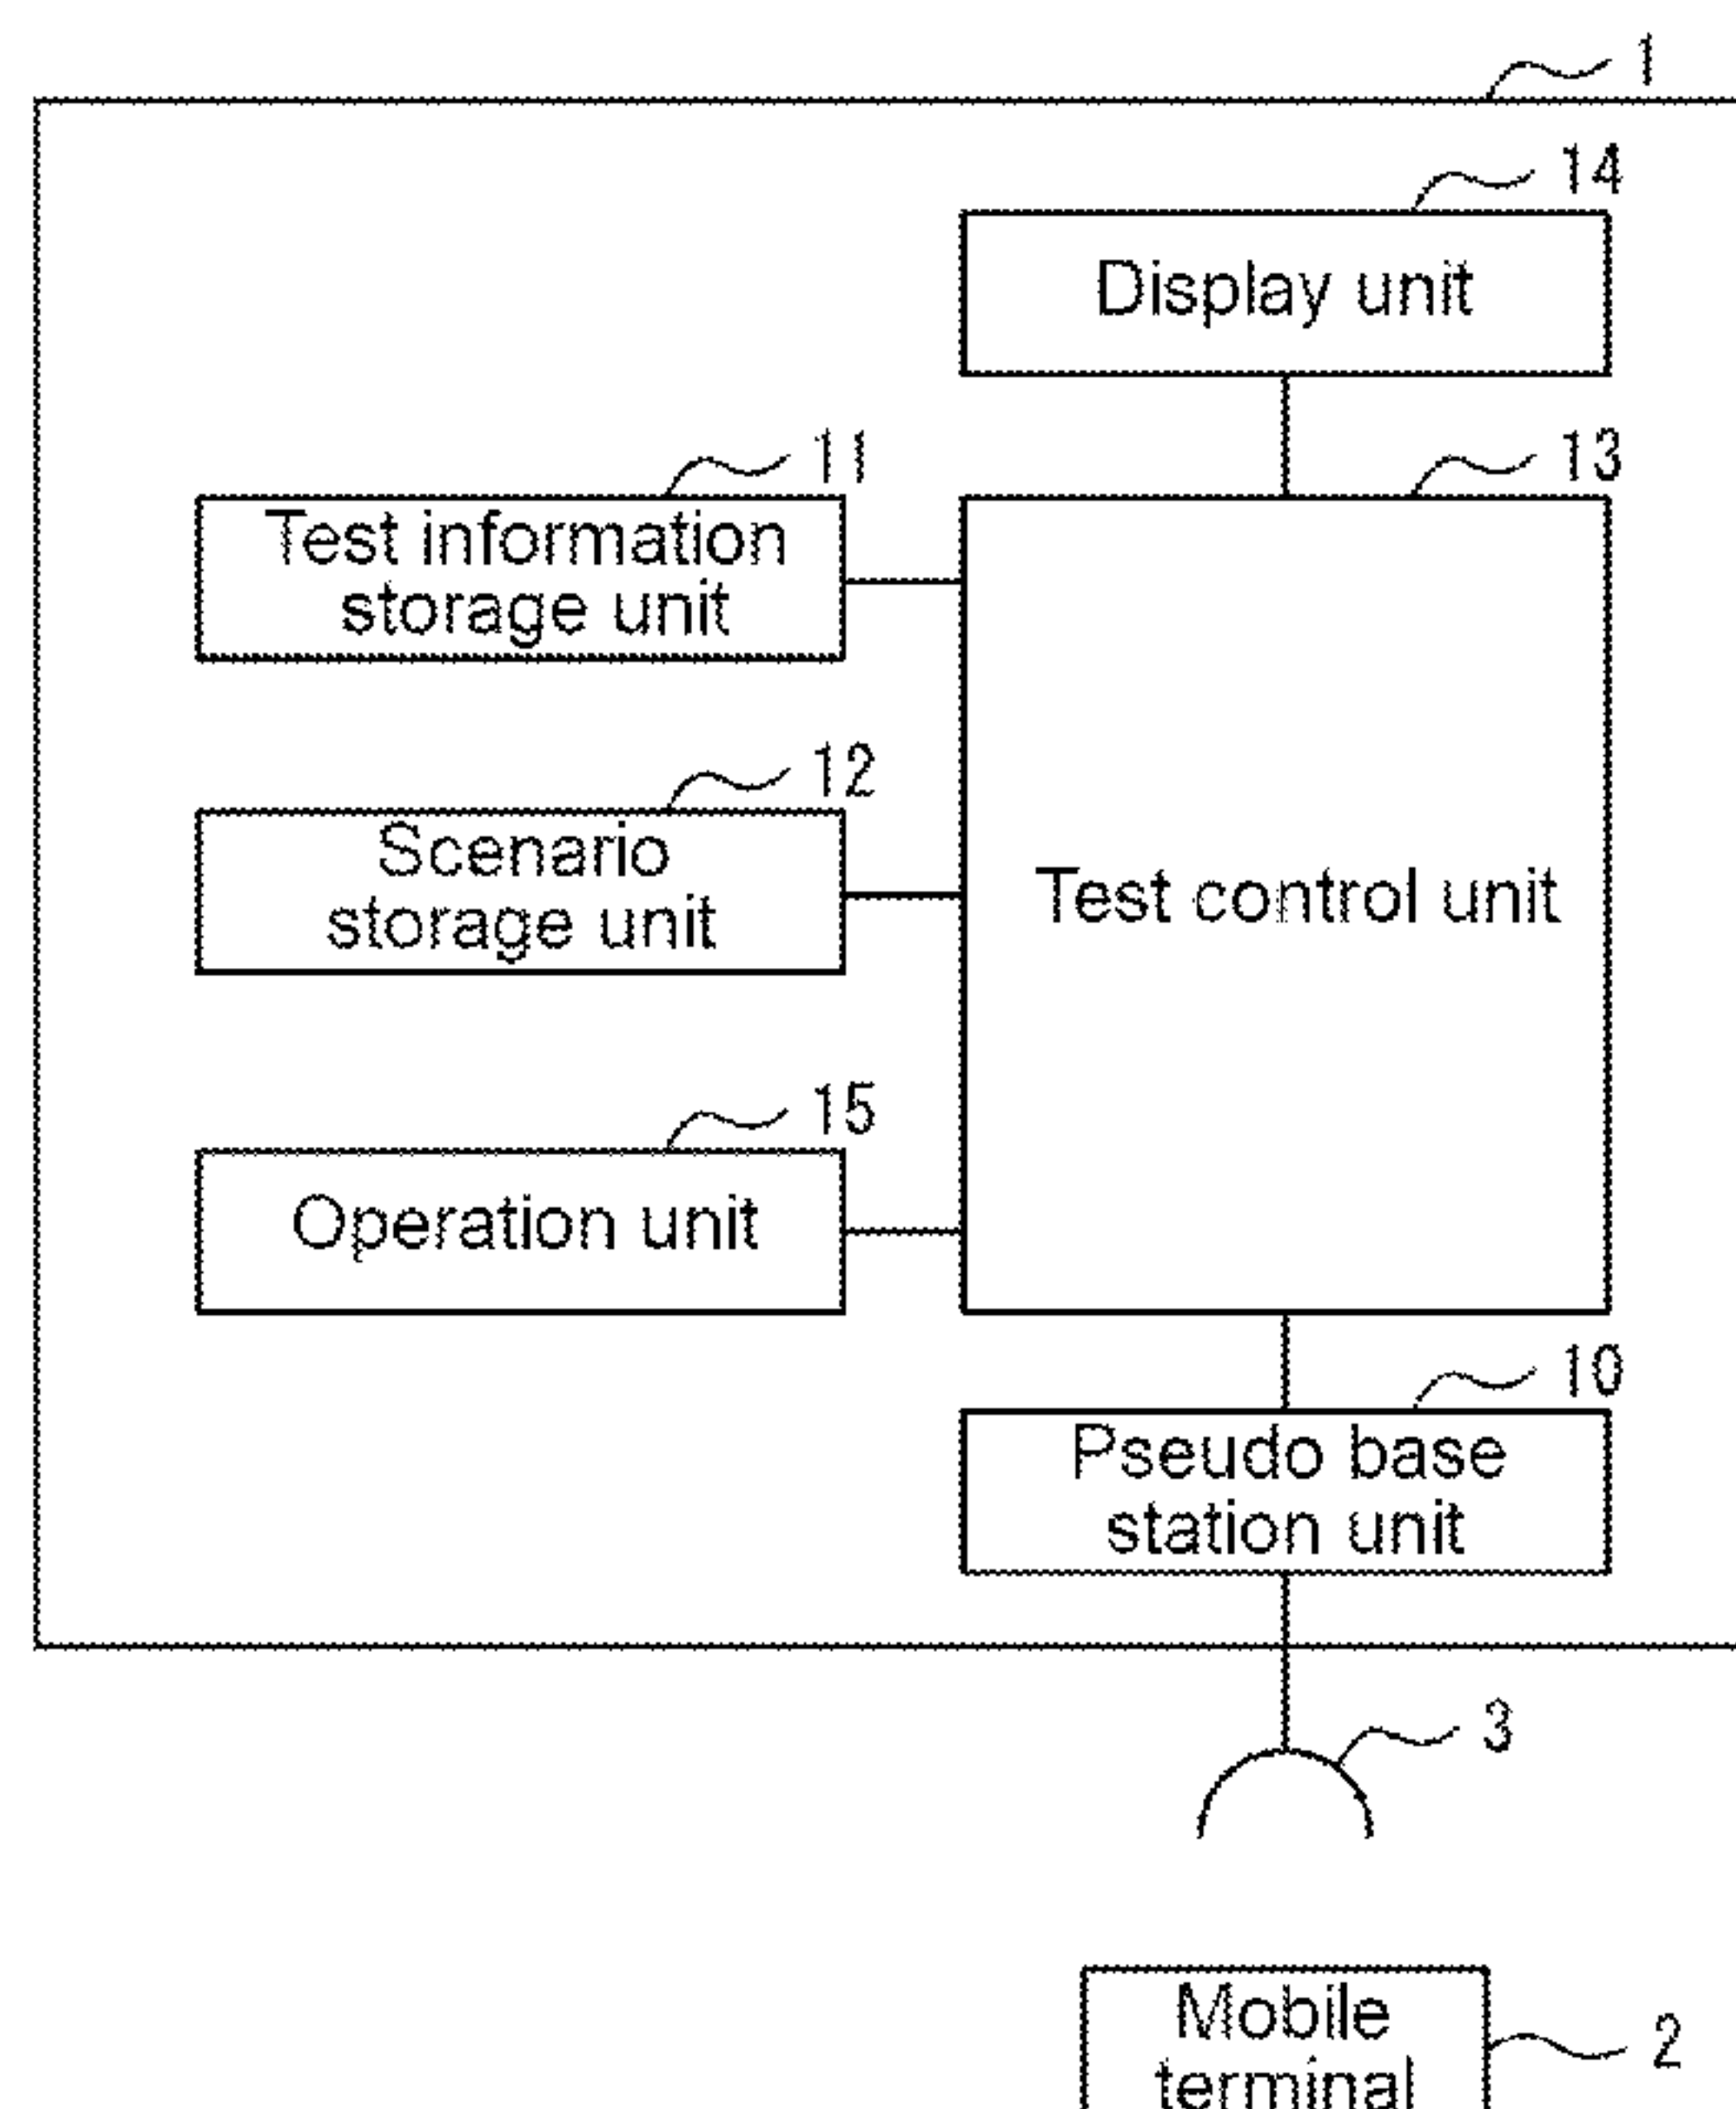 1
14
Display unit
11
13
Test information
storage unit
12
Scenario
storage unit
Test control unit
15
Operation unit
10
Pseudo base
station unit
3
Mobile
terminal
2